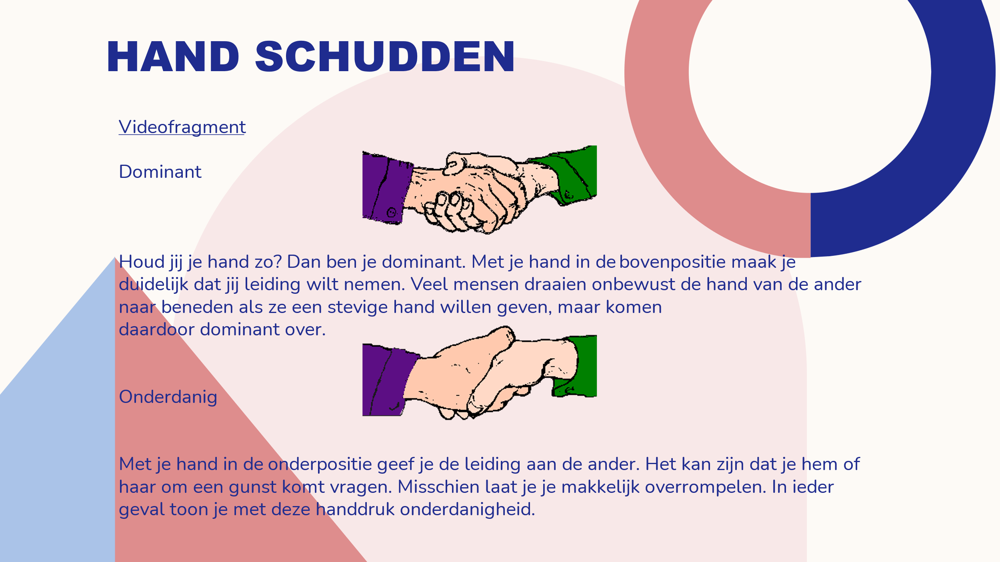 HAND SCHUDDEN
Videofragment
Dominant
Houd jij je hand zo? Dan ben je dominant. Met je hand in de bovenpositie maak je
duidelijk dat jij leiding wilt nemen. Veel mensen draaien onbewust de hand van de ander
naar beneden als ze een stevige hand willen geven, maar komen
daardoor dominant over.
Onderdanig
Met je hand in de onderpositie geef je de leiding aan de ander. Het kan zijn dat je hem of
haar om een gunst komt vragen. Misschien laat je je makkelijk overrompelen. In ieder
geval toon je met deze handdruk onderdanigheid.